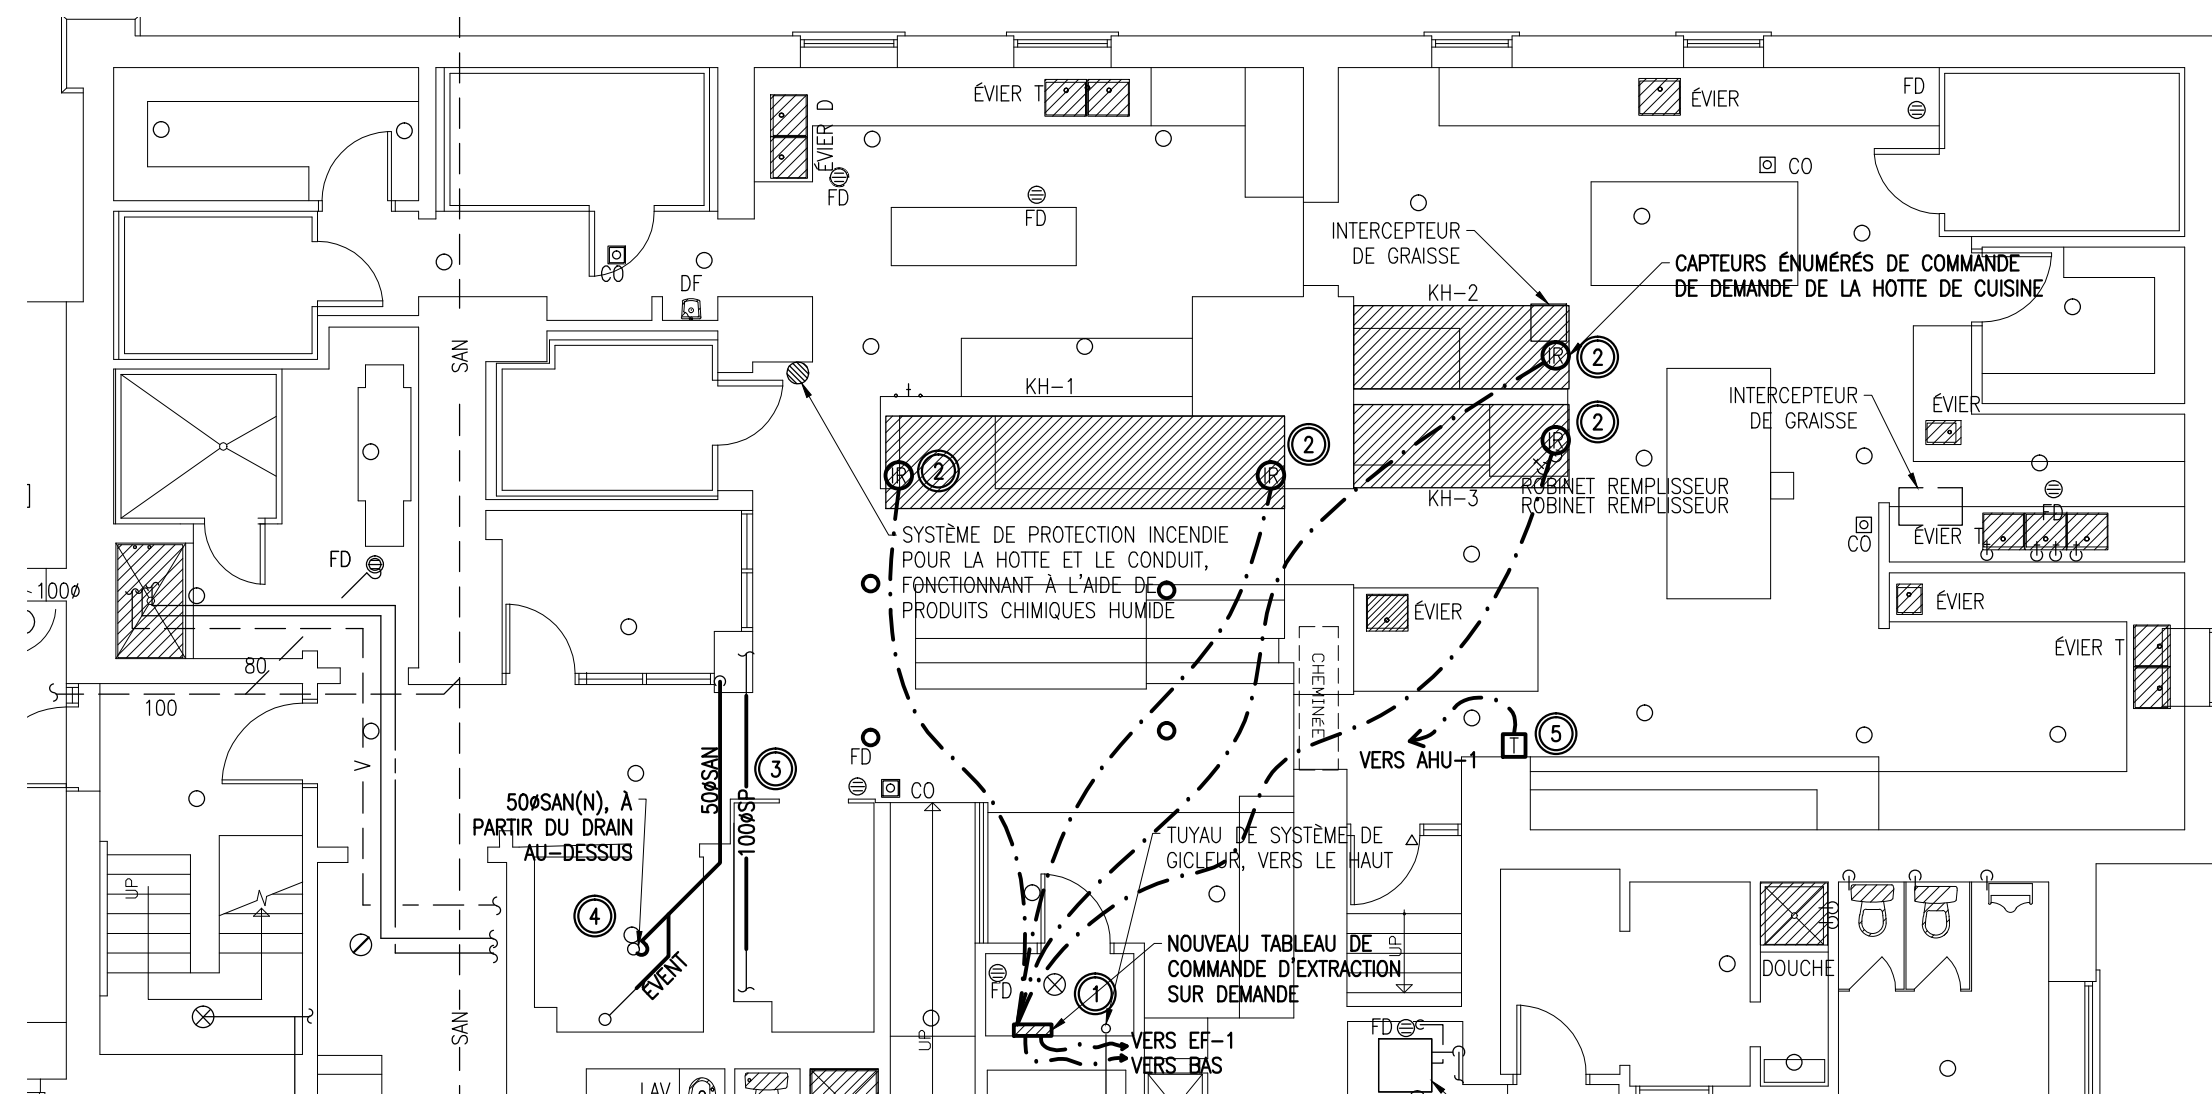 ÉVIER D
ÉVIER T
ÉVIER
FD
FD
FD
CO
CO
DF
INTERCEPTEUR
DE GRAISSE
KH-2
CAPTEURS ÉNUMÉRÉS DE COMMANDE
DE DEMANDE DE LA HOTTE DE CUISINE
SAN
KH-1
IR
2
IR
2
IR
2
IR
2
INTERCEPTEUR
DE GRAISSE
ÉVIER
KH-3
ROBINET REMPLISSEUR
ROBINET REMPLISSEUR
FD
CO
ÉVIER T
SYSTÈME DE PROTECTION INCENDIE
POUR LA HOTTE ET LE CONDUIT,
FONCTIONNANT À L'AIDE DE
PRODUITS CHIMIQUES HUMIDE
FD
100ø
ÉVIER
ÉVIER
ÉVIER T
80
100
CHEMINÉE
V
VERS AHU-1
T
5
50øSAN
100øSP
3
FD
CO
50øSAN(N), À
PARTIR DU DRAIN
AU-DESSUS
TUYAU DE SYSTÈME DE
GICLEUR, VERS LE HAUT
UP
4
ÉVENT
NOUVEAU TABLEAU DE
COMMANDE D'EXTRACTION
SUR DEMANDE
UP
DOUCHE
FD
1
SAN
UP
VERS EF-1
VERS BAS
FD
LAV